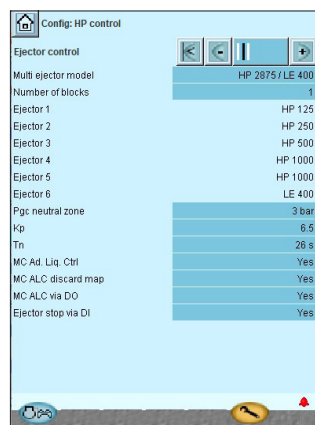 Config: HP control
Ejector control
Multi ejector model HP 2875 / LE 400
Number of blocks 1
Ejector 1 HP 125
Ejector 2 HP 250
Ejector 3 HP 500
Ejector 4 HP 1000
Ejector 5 HP 1000
Ejector 6 LE 400
Pgc neutral zone 3 bar
Kp 6.5
Tn 26 s
MC Ad. Liq. Ctrl Yes
MC ALC discard map Yes
MC ALC via DO Yes
Ejector stop via DI Yes